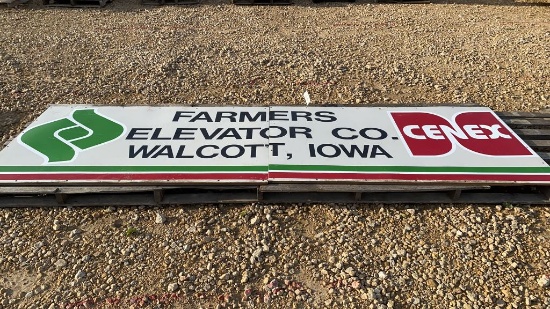 FARMERS
ELEVATOR CO.
WALCOTT, IOWA
CENEX